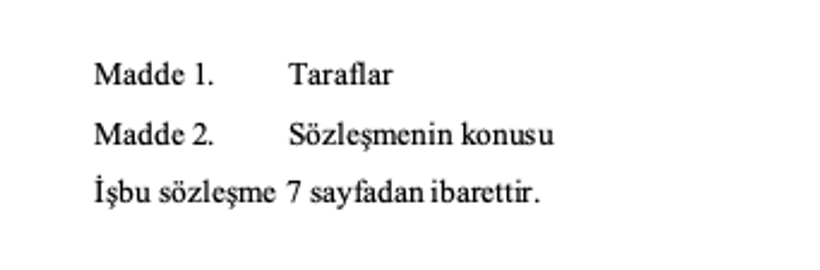 Madde 1. Taraflar
Madde 2. Sözleşmenin konusu
İşbu sözleşme 7 sayfadan ibarettir.